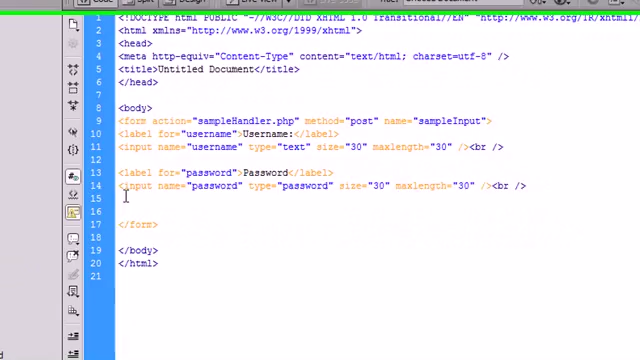 Code Split Design Live View
1 <!DOCTYPE html PUBLIC "-//W3C//DTD XHTML 1.0 Transitional//EN" "http://www.w3.org/TR/xhtml1
2 <html xmlns="http://www.w3.org/1999/xhtml">
3 <head>
4 <meta http-equiv="Content-Type" content="text/html; charset=utf-8" />
5 <title>Untitled Document</title>
6 </head>
7
8 <body>
9 <form action="sampleHandler.php" method="post" name="sampleInput">
10 <label for="username">Username:</label>
11 <input name="username" type="text" size="30" maxlength="30" /><br />
12
13 <label for="password">Password</label>
14 <input name="password" type="password" size="30" maxlength="30" /><br />
15
16
17 </form>
18
19 </body>
20 </html>
21